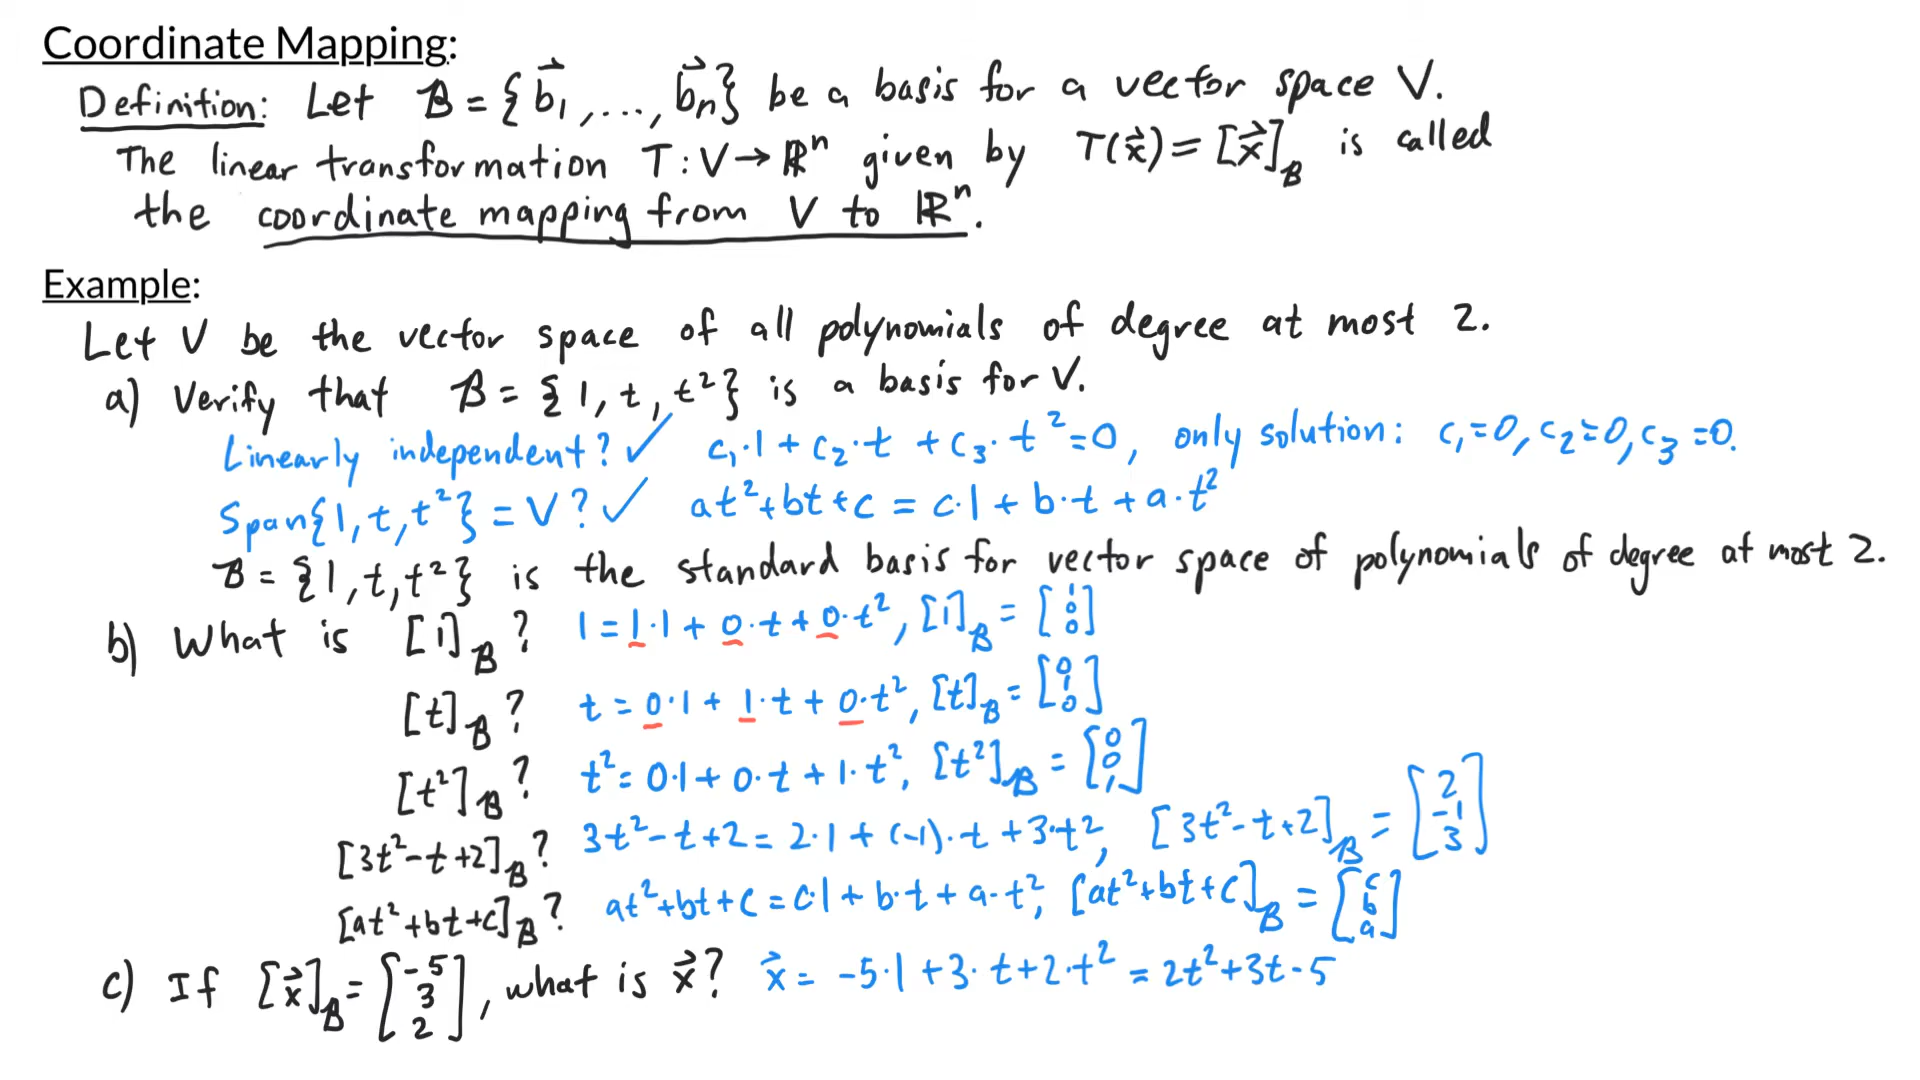 Coordinate Mapping:
Definition: Let ℬ = {b⃗₁, ..., b⃗ₙ} be a basis for a vector space V.
The linear transformation T : V → ℝⁿ given by T(x⃗) = [x⃗]_ℬ is called
the coordinate mapping from V to ℝⁿ.
Example:
Let V be the vector space of all polynomials of degree at most 2.
a) Verify that ℬ = {1, t, t²} is a basis for V.
Linearly independent? ✓ c₁·1 + c₂·t + c₃·t² = 0, only solution: c₁=0, c₂=0, c₃=0.
Span{1, t, t²} = V? ✓ at²+bt+c = c·1 + b·t + a·t²
ℬ = {1, t, t²} is the standard basis for vector space of polynomials of degree at most 2.
b) What is [1]_ℬ? 1 = 1·1 + 0·t + 0·t², [1]_ℬ = [1 0 0]
[t]_ℬ? t = 0·1 + 1·t + 0·t², [t]_ℬ = [0 1 0]
[t²]_ℬ? t² = 0·1 + 0·t + 1·t², [t²]_ℬ = [0 0 1]
[3t²-t+2]_ℬ? 3t²-t+2 = 2·1 + (-1)·t + 3·t², [3t²-t+2]_ℬ = [2 -1 3]
[at²+bt+c]_ℬ? at²+bt+c = c·1 + b·t + a·t², [at²+bt+c]_ℬ = [c b a]
c) If [x⃗]_ℬ = [-5 3 2], what is x⃗? x⃗ = -5·1 + 3·t + 2·t² = 2t²+3t-5